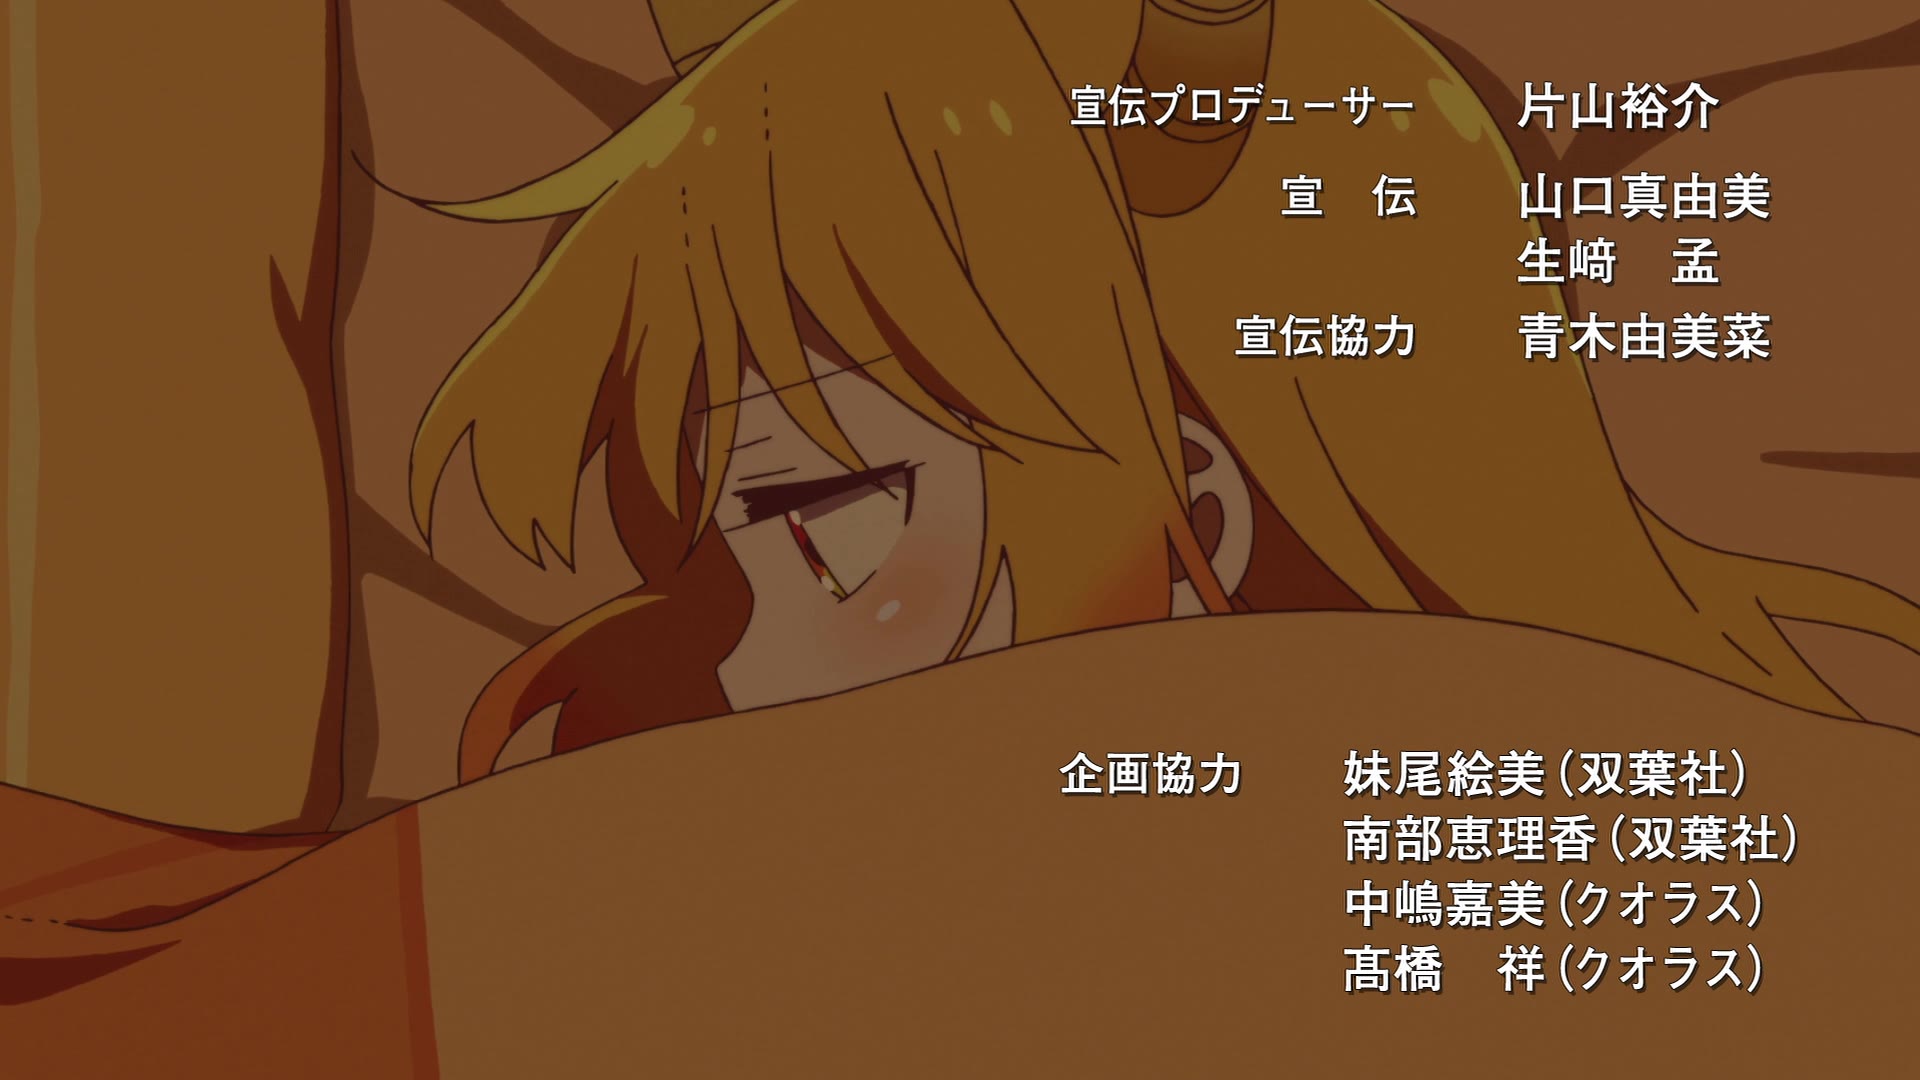 宣伝プロデューサー　片山裕介
宣　伝　山口真由美
生﨑　孟
宣伝協力　青木由美菜
企画協力　妹尾絵美（双葉社）
南部恵理香（双葉社）
中嶋嘉美（クオラス）
髙橋　祥（クオラス）